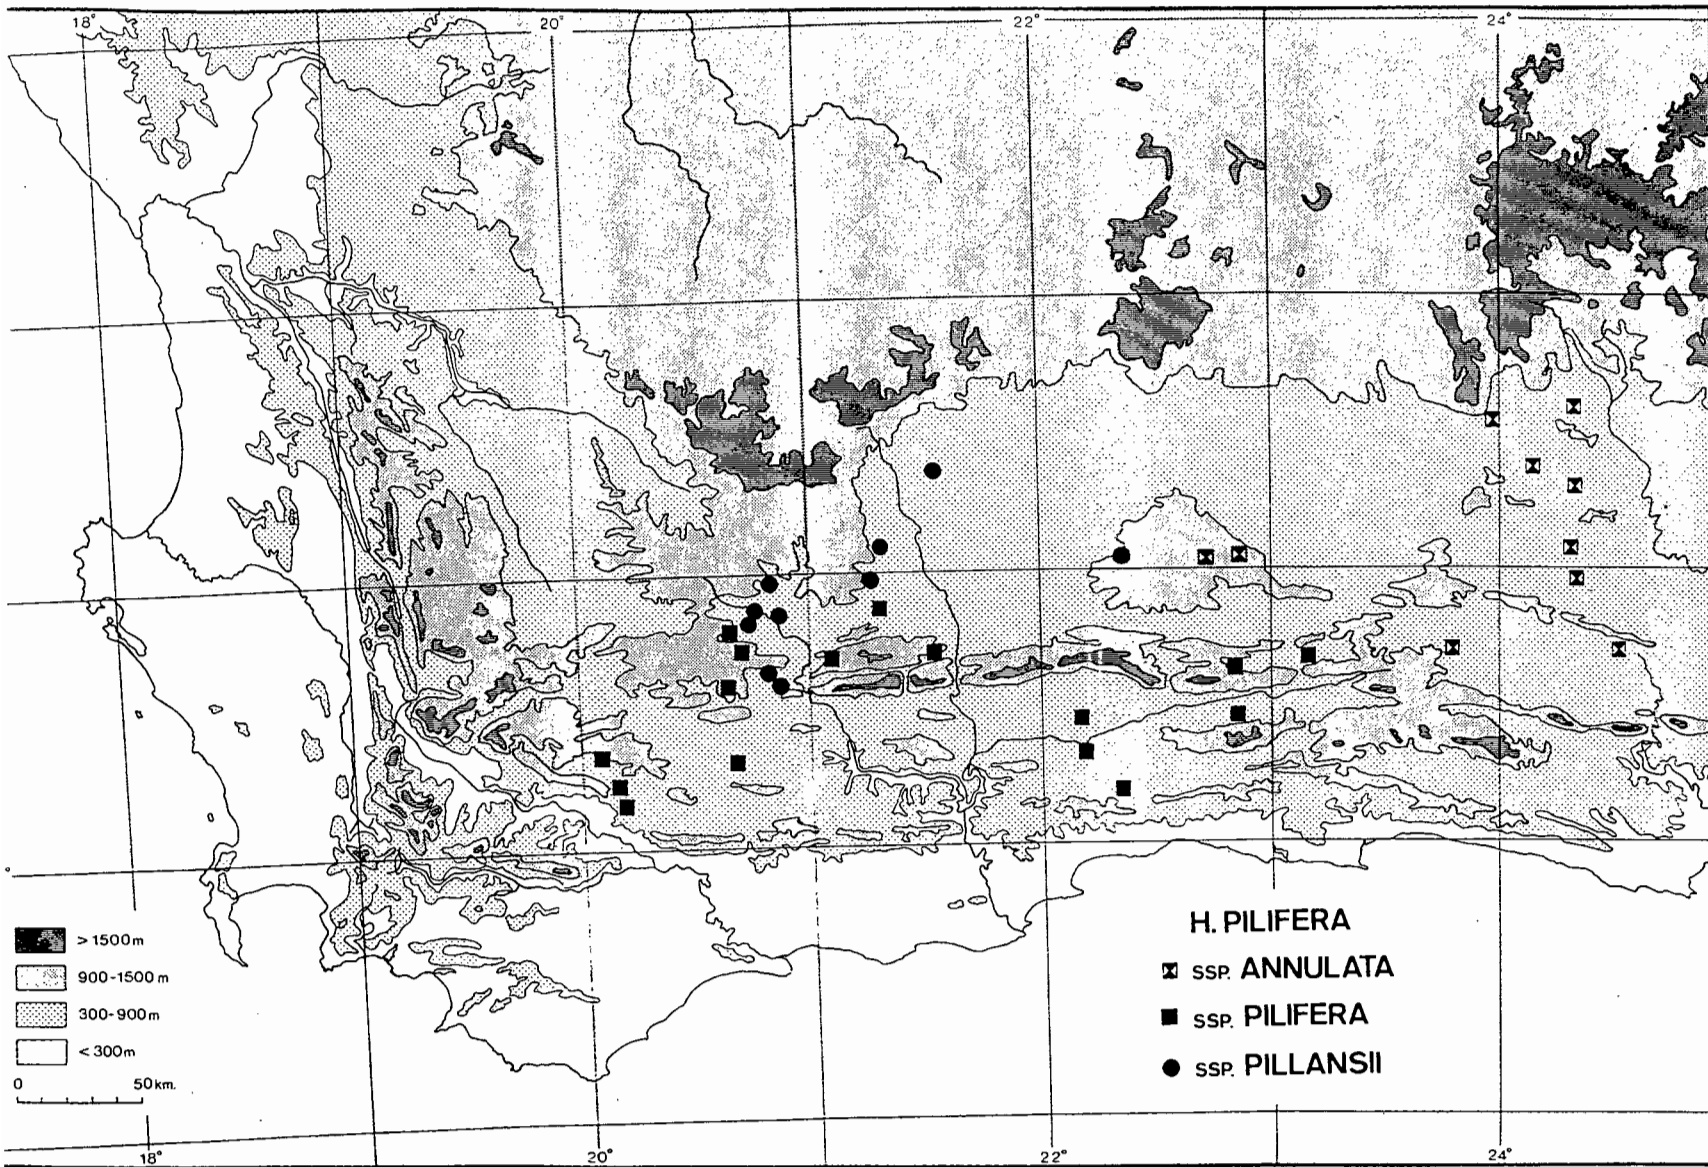 18° 20° 22° 24°
°
> 1500m
900-1500 m
300-900m
< 300m
0 50km.
H. PILIFERA
SSP. ANNULATA
SSP. PILIFERA
SSP. PILLANSII
18° 20° 22° 24°